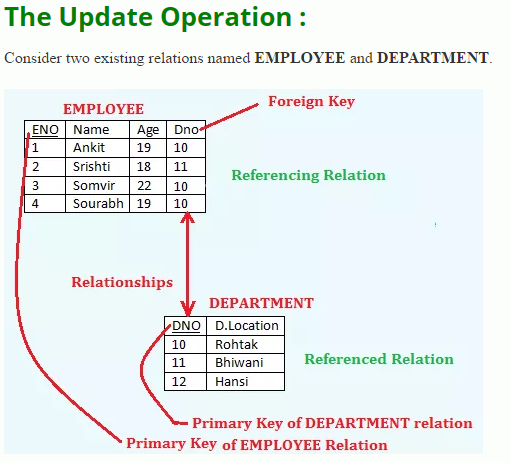 The Update Operation :
Consider two existing relations named EMPLOYEE and DEPARTMENT.
EMPLOYEE
Foreign Key
ENO Name Age Dno
1 Ankit 19 10
2 Srishti 18 11
3 Somvir 22 10
4 Sourabh 19 10
Referencing Relation
Relationships
DEPARTMENT
DNO D.Location
10 Rohtak
11 Bhiwani
12 Hansi
Referenced Relation
Primary Key of DEPARTMENT relation
Primary Key of EMPLOYEE Relation